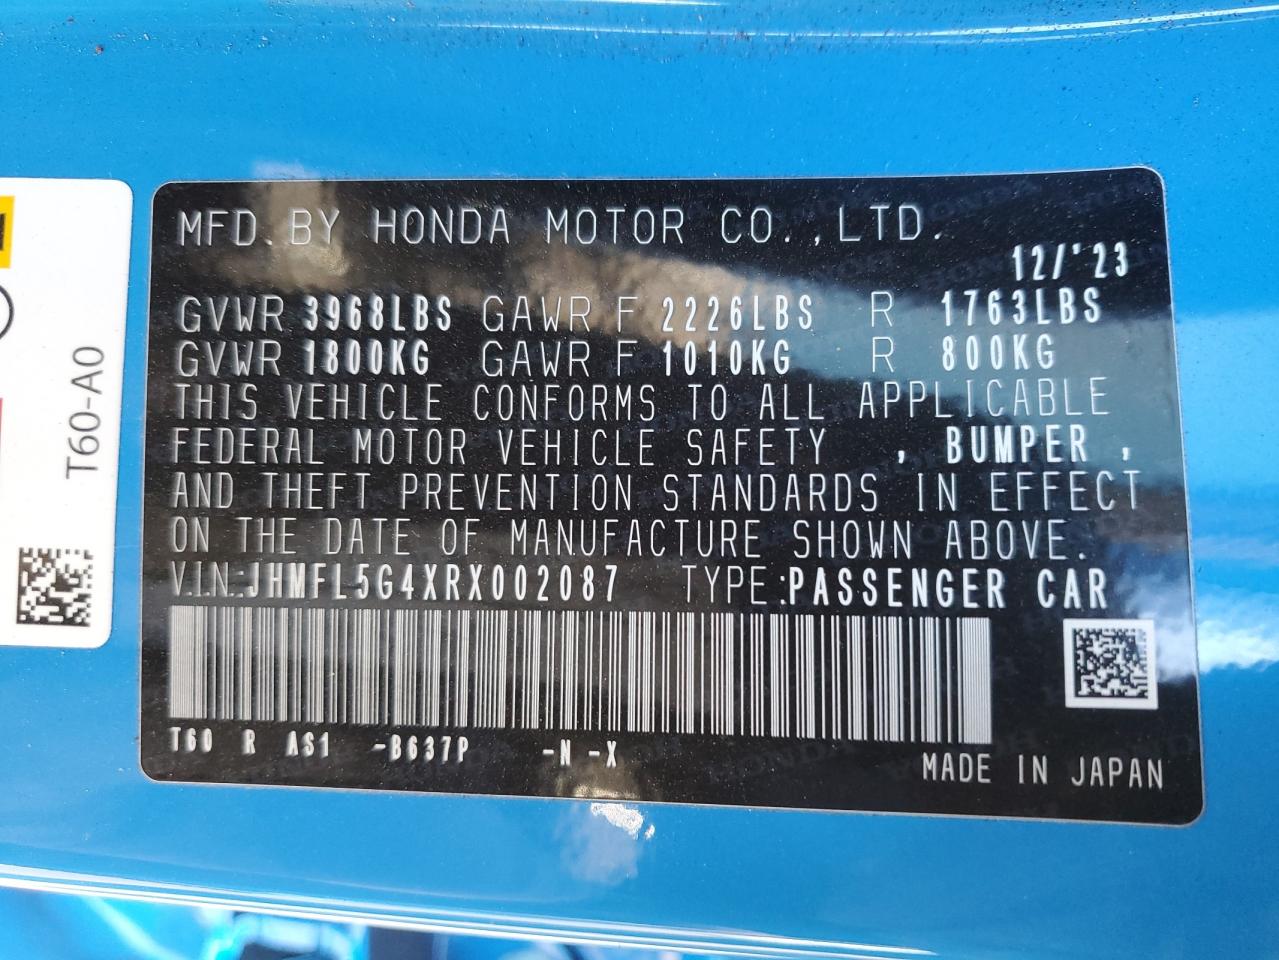 MFD. BY HONDA MOTOR CO.,LTD.
12/'23
GVWR 3968LBS GAWR F 2226LBS R 1763LBS
GVWR 1800KG GAWR F 1010KG R 800KG
THIS VEHICLE CONFORMS TO ALL APPLICABLE
FEDERAL MOTOR VEHICLE SAFETY , BUMPER ,
AND THEFT PREVENTION STANDARDS IN EFFECT
ON THE DATE OF MANUFACTURE SHOWN ABOVE.
V.I.N.:JHMFL5G4XRX002087 TYPE:PASSENGER CAR
T60 R AS1 -B637P -N -X
MADE IN JAPAN
T60-A0